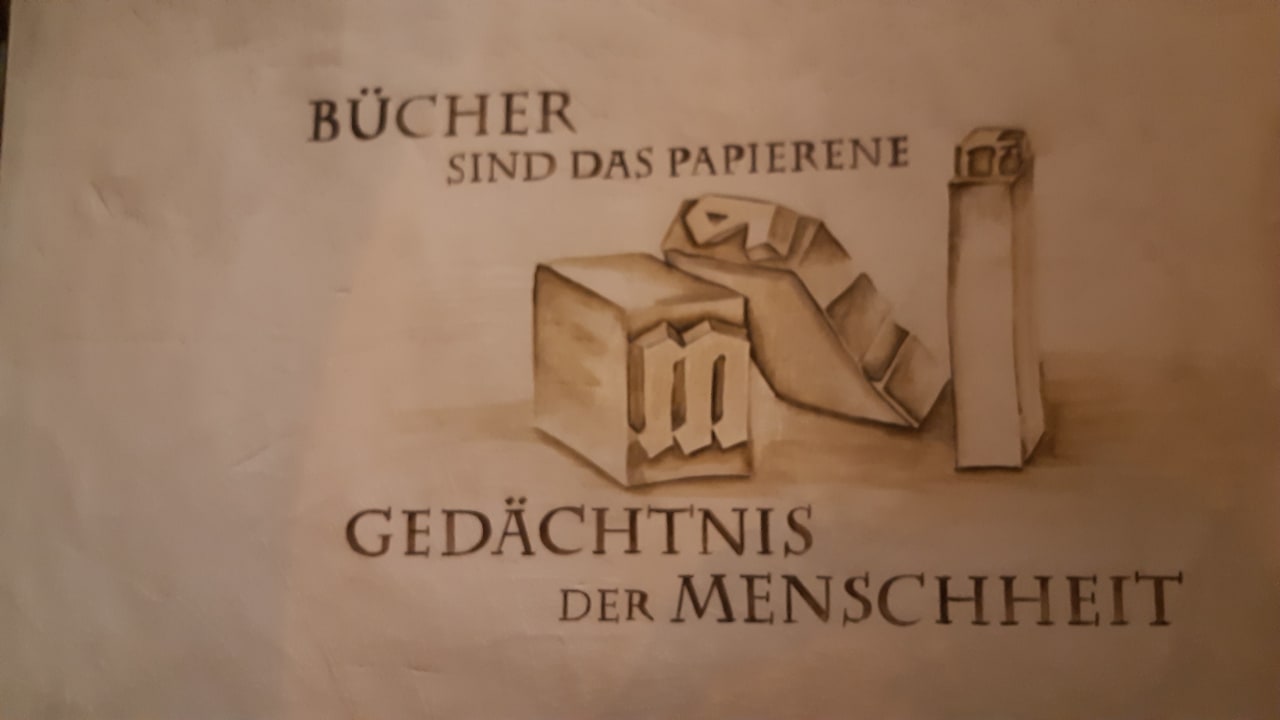 BÜCHER
SIND DAS PAPIERENE
m
GEDÄCHTNIS
DER MENSCHHEIT